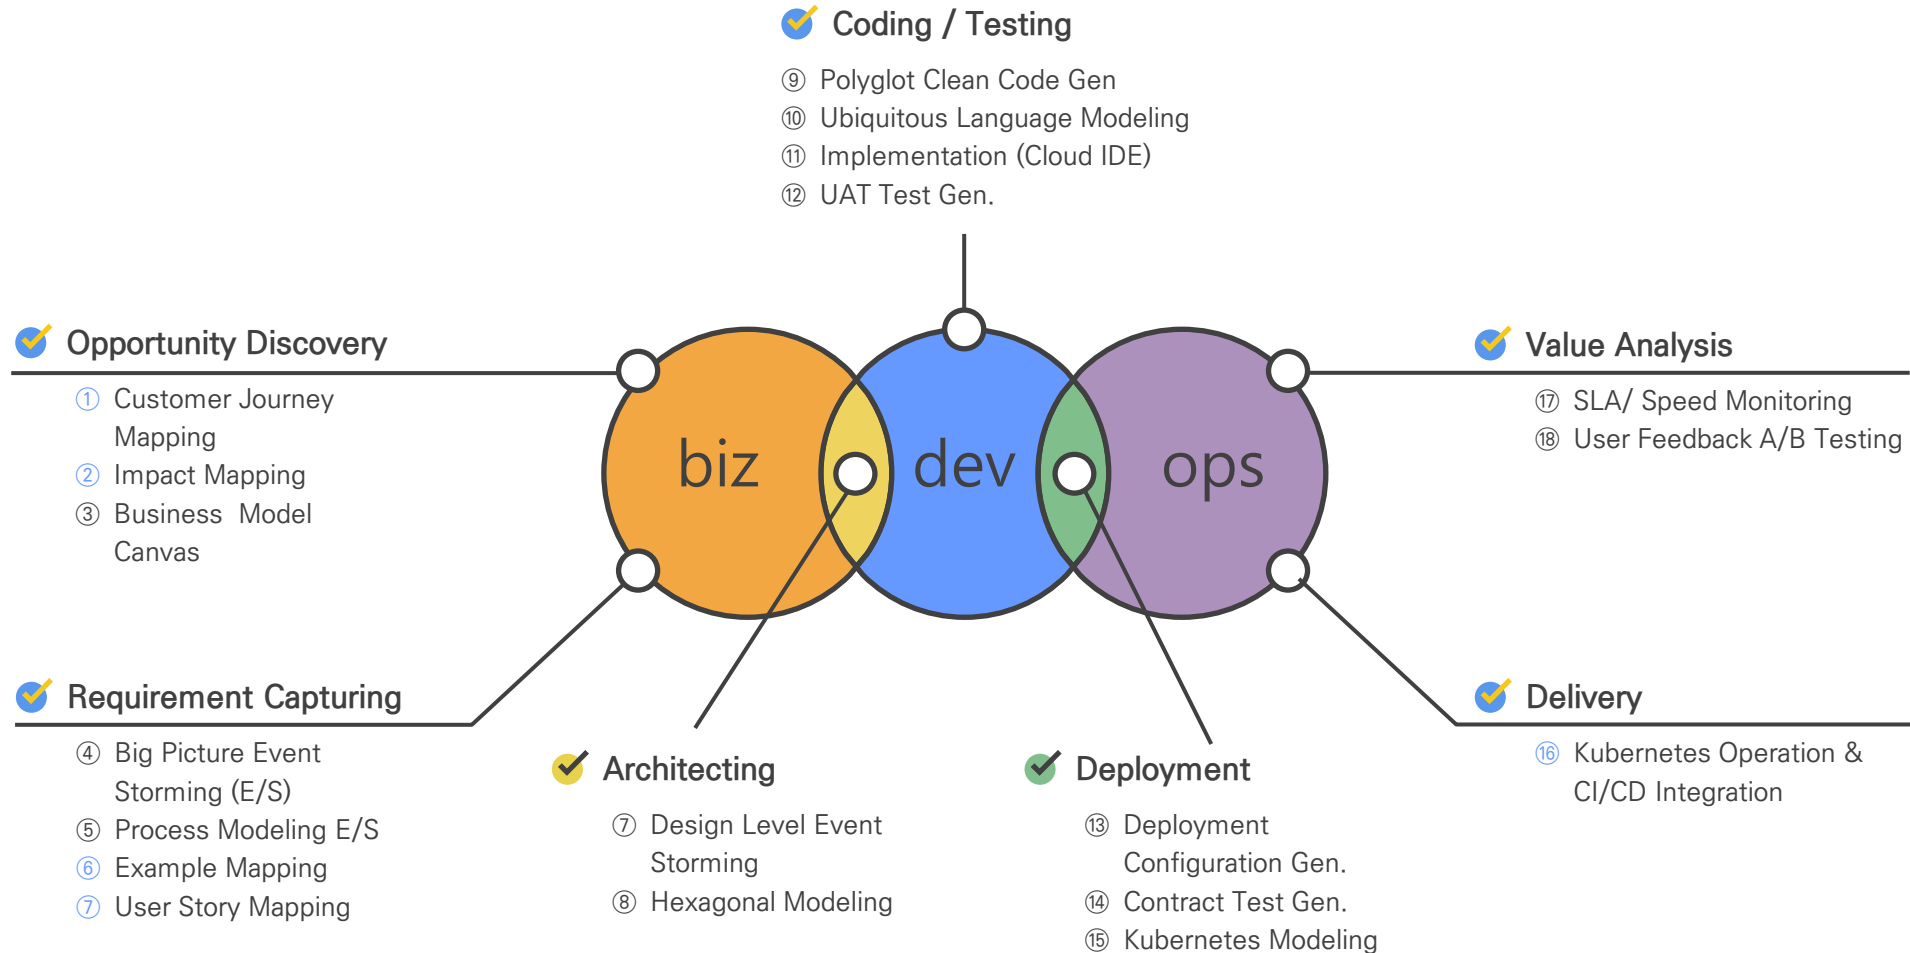 Coding / Testing
⑨ Polyglot Clean Code Gen
⑩ Ubiquitous Language Modeling
⑪ Implementation (Cloud IDE)
⑫ UAT Test Gen.
Opportunity Discovery
① Customer Journey
Mapping
② Impact Mapping
③ Business Model
Canvas
biz
dev
ops
Value Analysis
⑰ SLA/ Speed Monitoring
⑱ User Feedback A/B Testing
Requirement Capturing
④ Big Picture Event
Storming (E/S)
⑤ Process Modeling E/S
⑥ Example Mapping
⑦ User Story Mapping
Architecting
⑦ Design Level Event
Storming
⑧ Hexagonal Modeling
Deployment
⑬ Deployment
Configuration Gen.
⑭ Contract Test Gen.
⑮ Kubernetes Modeling
Delivery
⑯ Kubernetes Operation &
CI/CD Integration